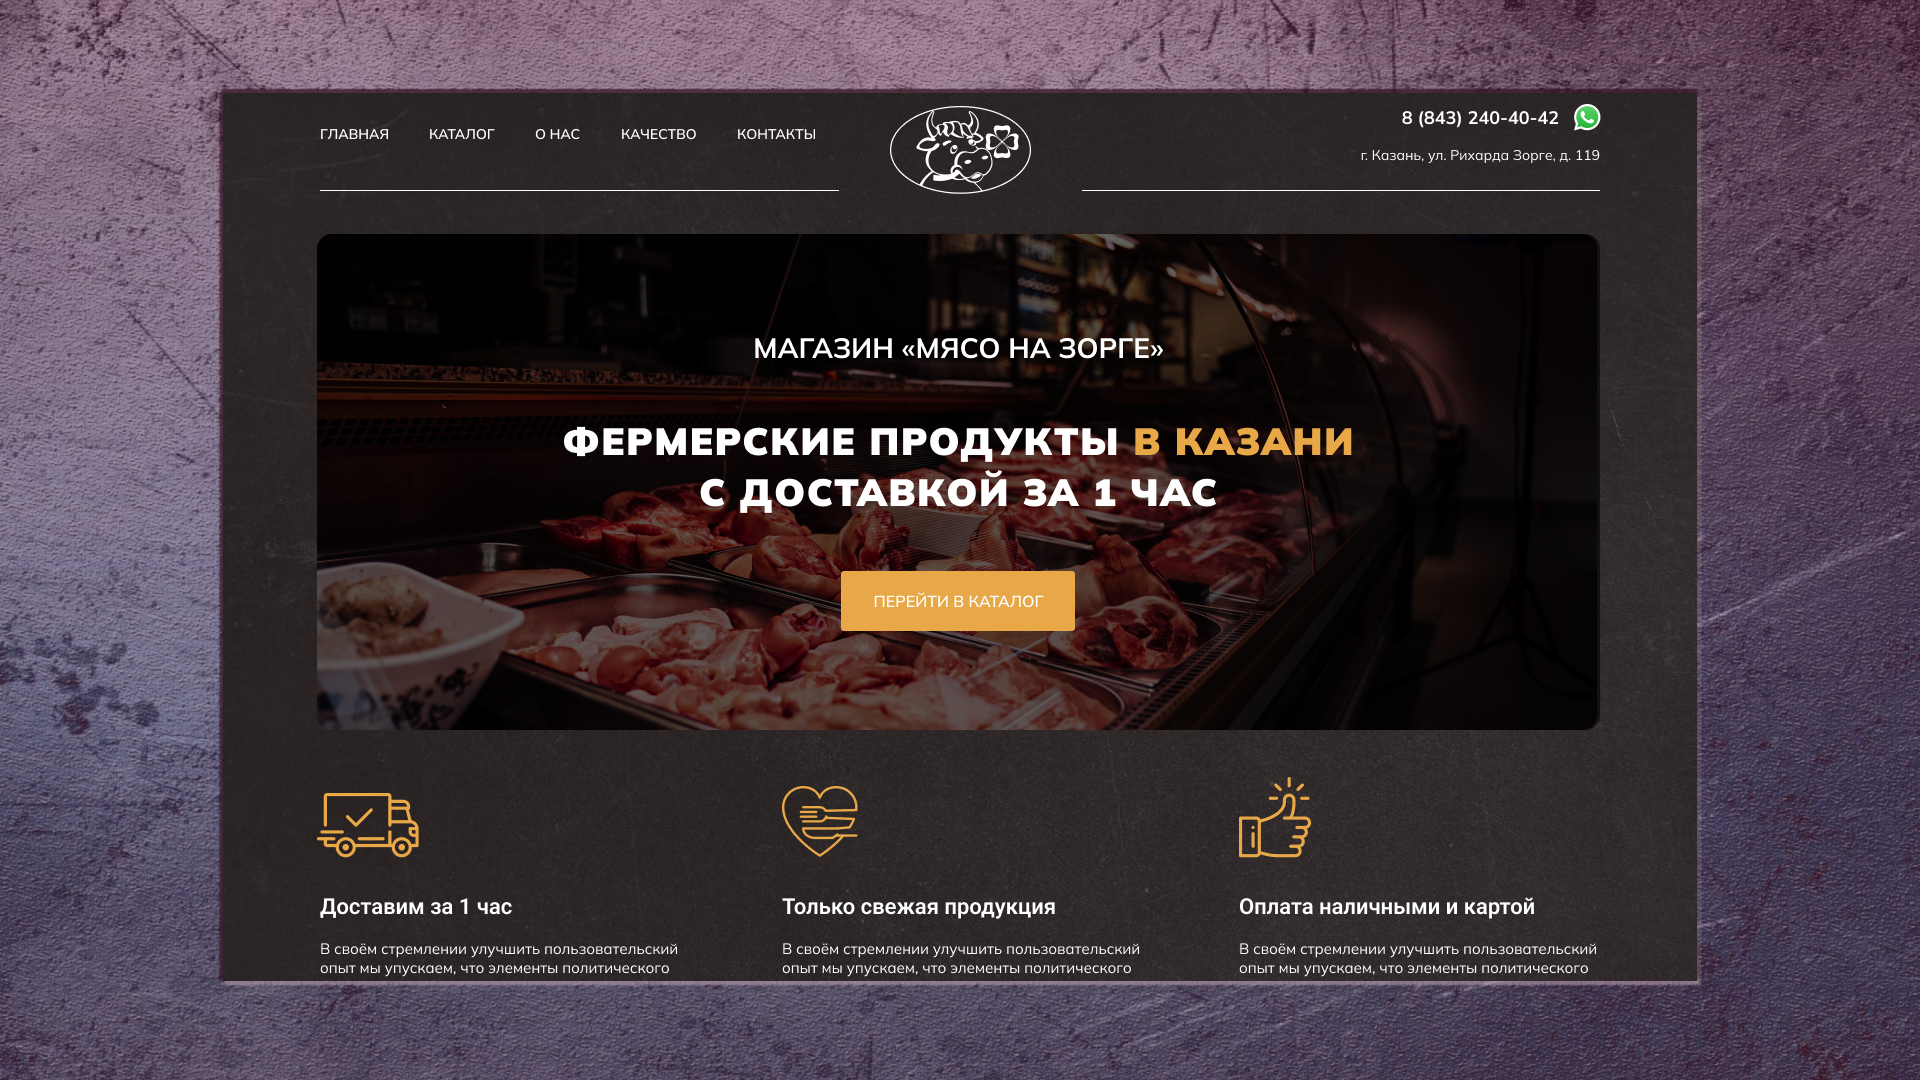 ГЛАВНАЯ
КАТАЛОГ
О НАС
КАЧЕСТВО
КОНТАКТЫ
8 (843) 240-40-42
г. Казань, ул. Рихарда Зорге, д. 119
МАГАЗИН «МЯСО НА ЗОРГЕ»
ФЕРМЕРСКИЕ ПРОДУКТЫ В КАЗАНИ
С ДОСТАВКОЙ ЗА 1 ЧАС
ПЕРЕЙТИ В КАТАЛОГ
Доставим за 1 час
В своём стремлении улучшить пользовательский
опыт мы упускаем, что элементы политического
Только свежая продукция
В своём стремлении улучшить пользовательский
опыт мы упускаем, что элементы политического
Оплата наличными и картой
В своём стремлении улучшить пользовательский
опыт мы упускаем, что элементы политического